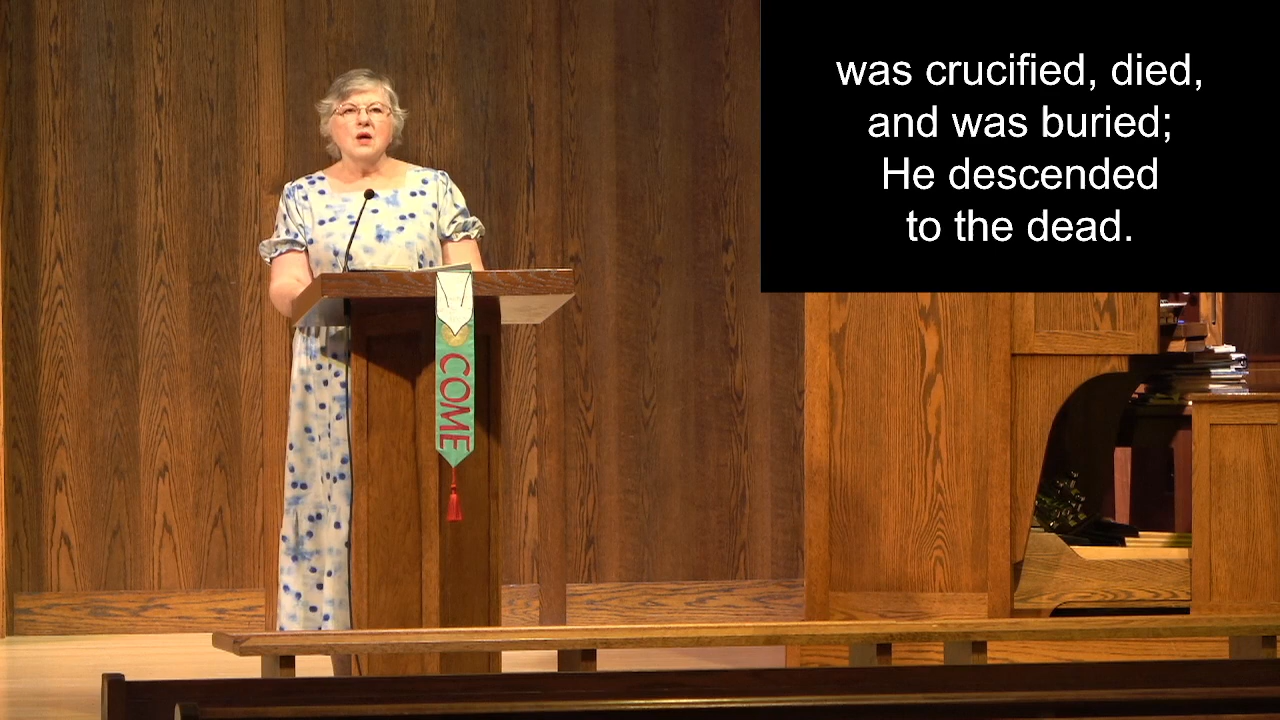 was crucified, died,
and was buried;
He descended
to the dead.
COME